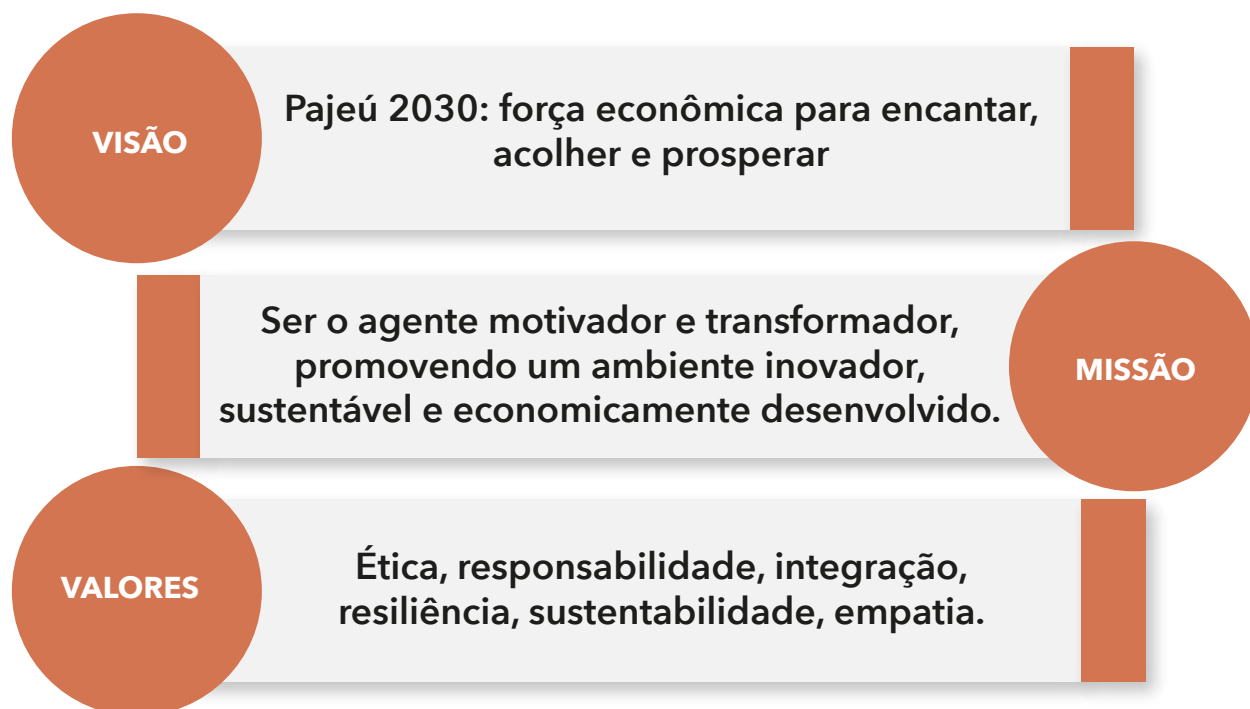 VISÃO
Pajeú 2030: força econômica para encantar,
acolher e prosperar
Ser o agente motivador e transformador,
promovendo um ambiente inovador,
sustentável e economicamente desenvolvido.
MISSÃO
VALORES
Ética, responsabilidade, integração,
resiliência, sustentabilidade, empatia.